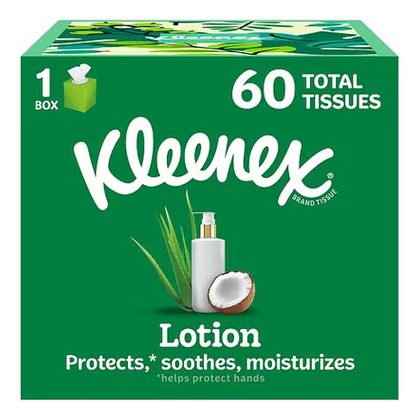 1
BOX
60 TOTAL
TISSUES
Kleenex®
BRAND TISSUE
Lotion
Protects,* soothes, moisturizes
*helps protect hands